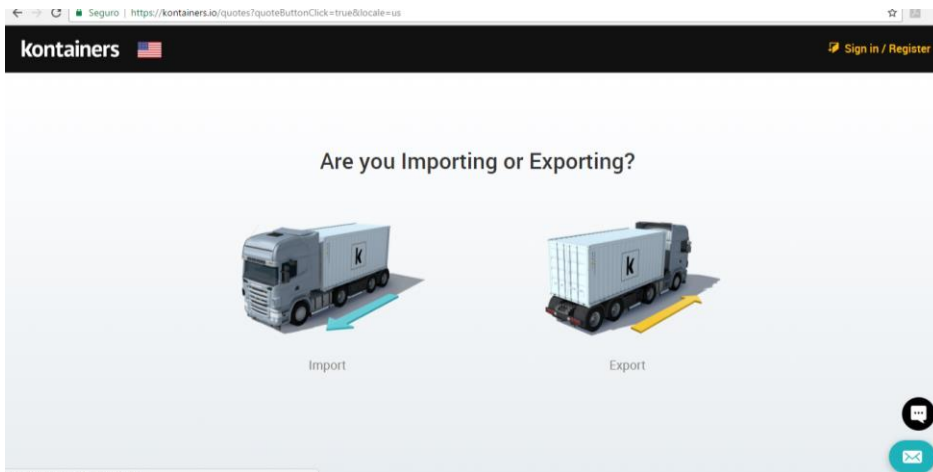 Seguro | https://kontainers.io/quotes?quoteButtonClick=true&locale=us
kontainers
Sign in / Register
Are you Importing or Exporting?
k
k
Import
Export